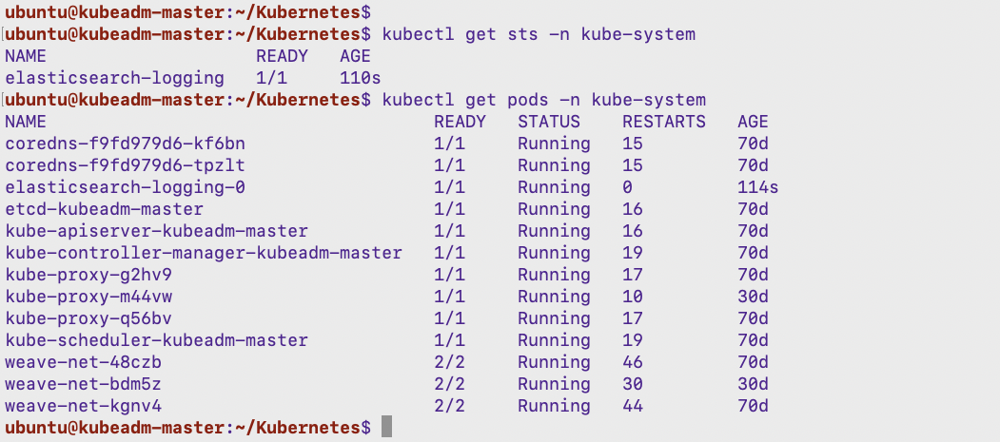 ubuntu@kubeadm-master:~/Kubernetes$
[ubuntu@kubeadm-master:~/Kubernetes$ kubectl get sts -n kube-system
NAME                    READY   AGE
elasticsearch-logging   1/1     110s
[ubuntu@kubeadm-master:~/Kubernetes$ kubectl get pods -n kube-system
NAME                                     READY   STATUS    RESTARTS   AGE
coredns-f9fd979d6-kf6bn                  1/1     Running   15         70d
coredns-f9fd979d6-tpzlt                  1/1     Running   15         70d
elasticsearch-logging-0                  1/1     Running   0          114s
etcd-kubeadm-master                      1/1     Running   16         70d
kube-apiserver-kubeadm-master            1/1     Running   16         70d
kube-controller-manager-kubeadm-master   1/1     Running   19         70d
kube-proxy-g2hv9                         1/1     Running   17         70d
kube-proxy-m44vw                         1/1     Running   10         30d
kube-proxy-q56bv                         1/1     Running   17         70d
kube-scheduler-kubeadm-master            1/1     Running   19         70d
weave-net-48czb                          2/2     Running   46         70d
weave-net-bdm5z                          2/2     Running   30         30d
weave-net-kgnv4                          2/2     Running   44         70d
ubuntu@kubeadm-master:~/Kubernetes$